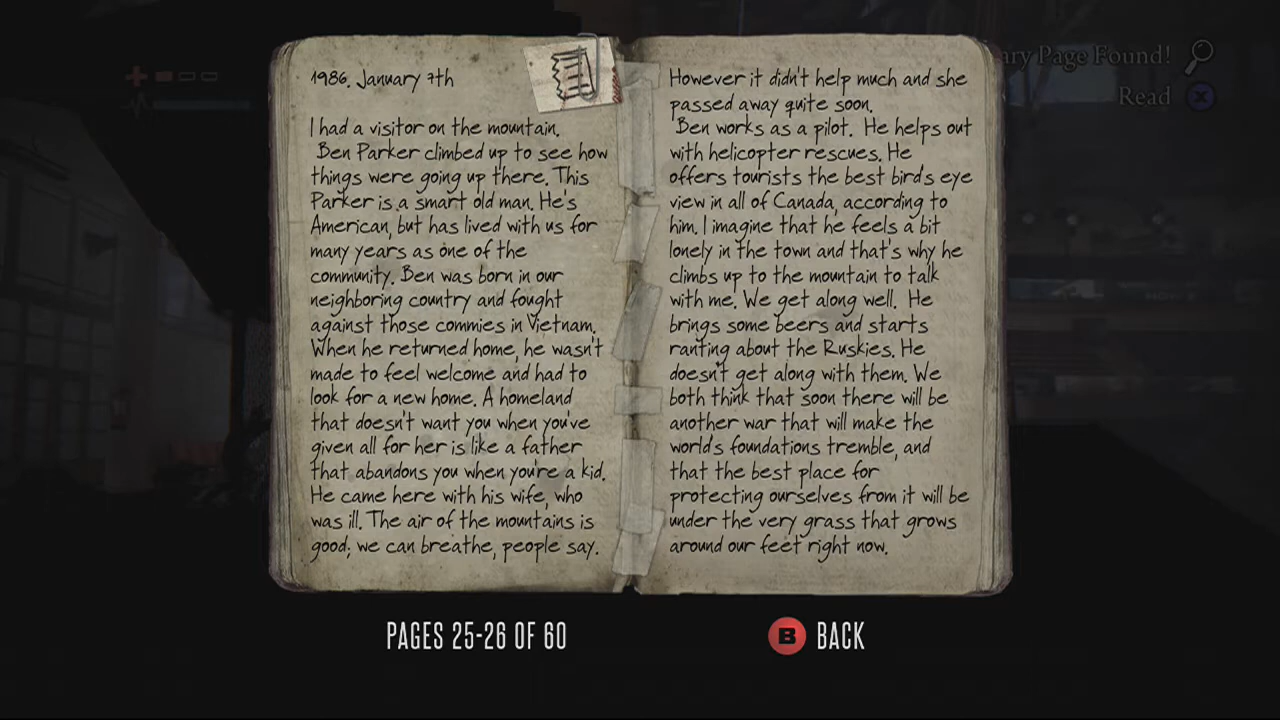 1986. January 7th
I had a visitor on the mountain.
Ben Parker climbed up to see how
things were going up there. This
Parker is a smart old man. He's
American, but has lived with us for
many years as one of the
community. Ben was born in our
neighboring country and fought
against those commies in Vietnam.
When he returned home, he wasn't
made to feel welcome and had to
look for a new home. A homeland
that doesn't want you when you've
given all for her is like a father
that abandons you when you're a kid.
He came here with his wife, who
was ill. The air of the mountains is
good; we can breathe, people say.
However it didn't help much and she
passed away quite soon.
Ben works as a pilot. He helps out
with helicopter rescues. He
offers tourists the best bird's eye
view in all of Canada, according to
him. I imagine that he feels a bit
lonely in the town and that's why he
climbs up to the mountain to talk
with me. We get along well. He
brings some beers and starts
ranting about the Ruskies. He
doesn't get along with them. We
both think that soon there will be
another war that will make the
world's foundations tremble, and
that the best place for
protecting ourselves from it will be
under the very grass that grows
around our feet right now.
ary Page Found!
Read X
PAGES 25-26 OF 60
B BACK